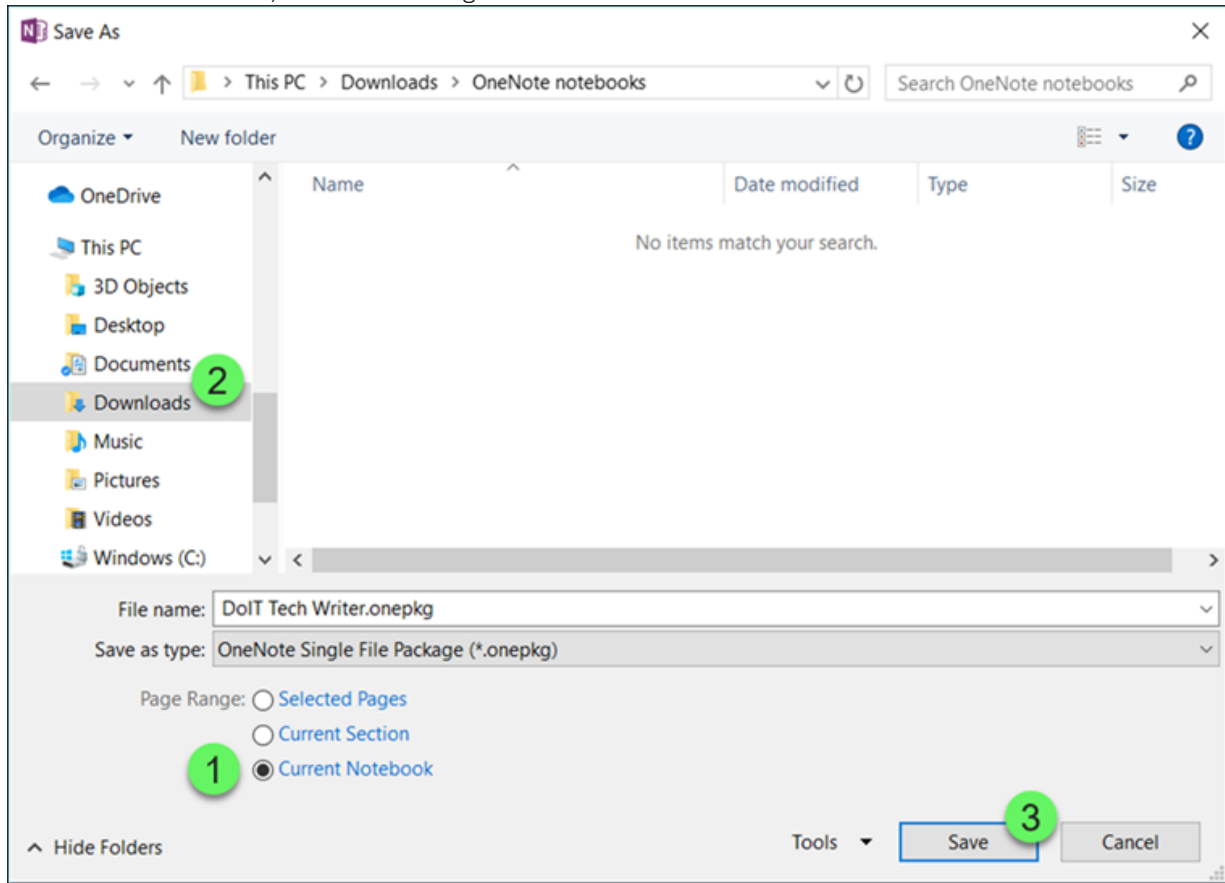 Save As
This PC > Downloads > OneNote notebooks
Search OneNote notebooks
Organize
New folder
?
Name
Date modified
Type
Size
No items match your search.
OneDrive
This PC
3D Objects
Desktop
Documents
2
Downloads
Music
Pictures
Videos
Windows (C:)
File name: DoIT Tech Writer.onepkg
Save as type: OneNote Single File Package (*.onepkg)
Page Range: Selected Pages
Current Section
1 Current Notebook
3
Hide Folders
Tools
Save
Cancel